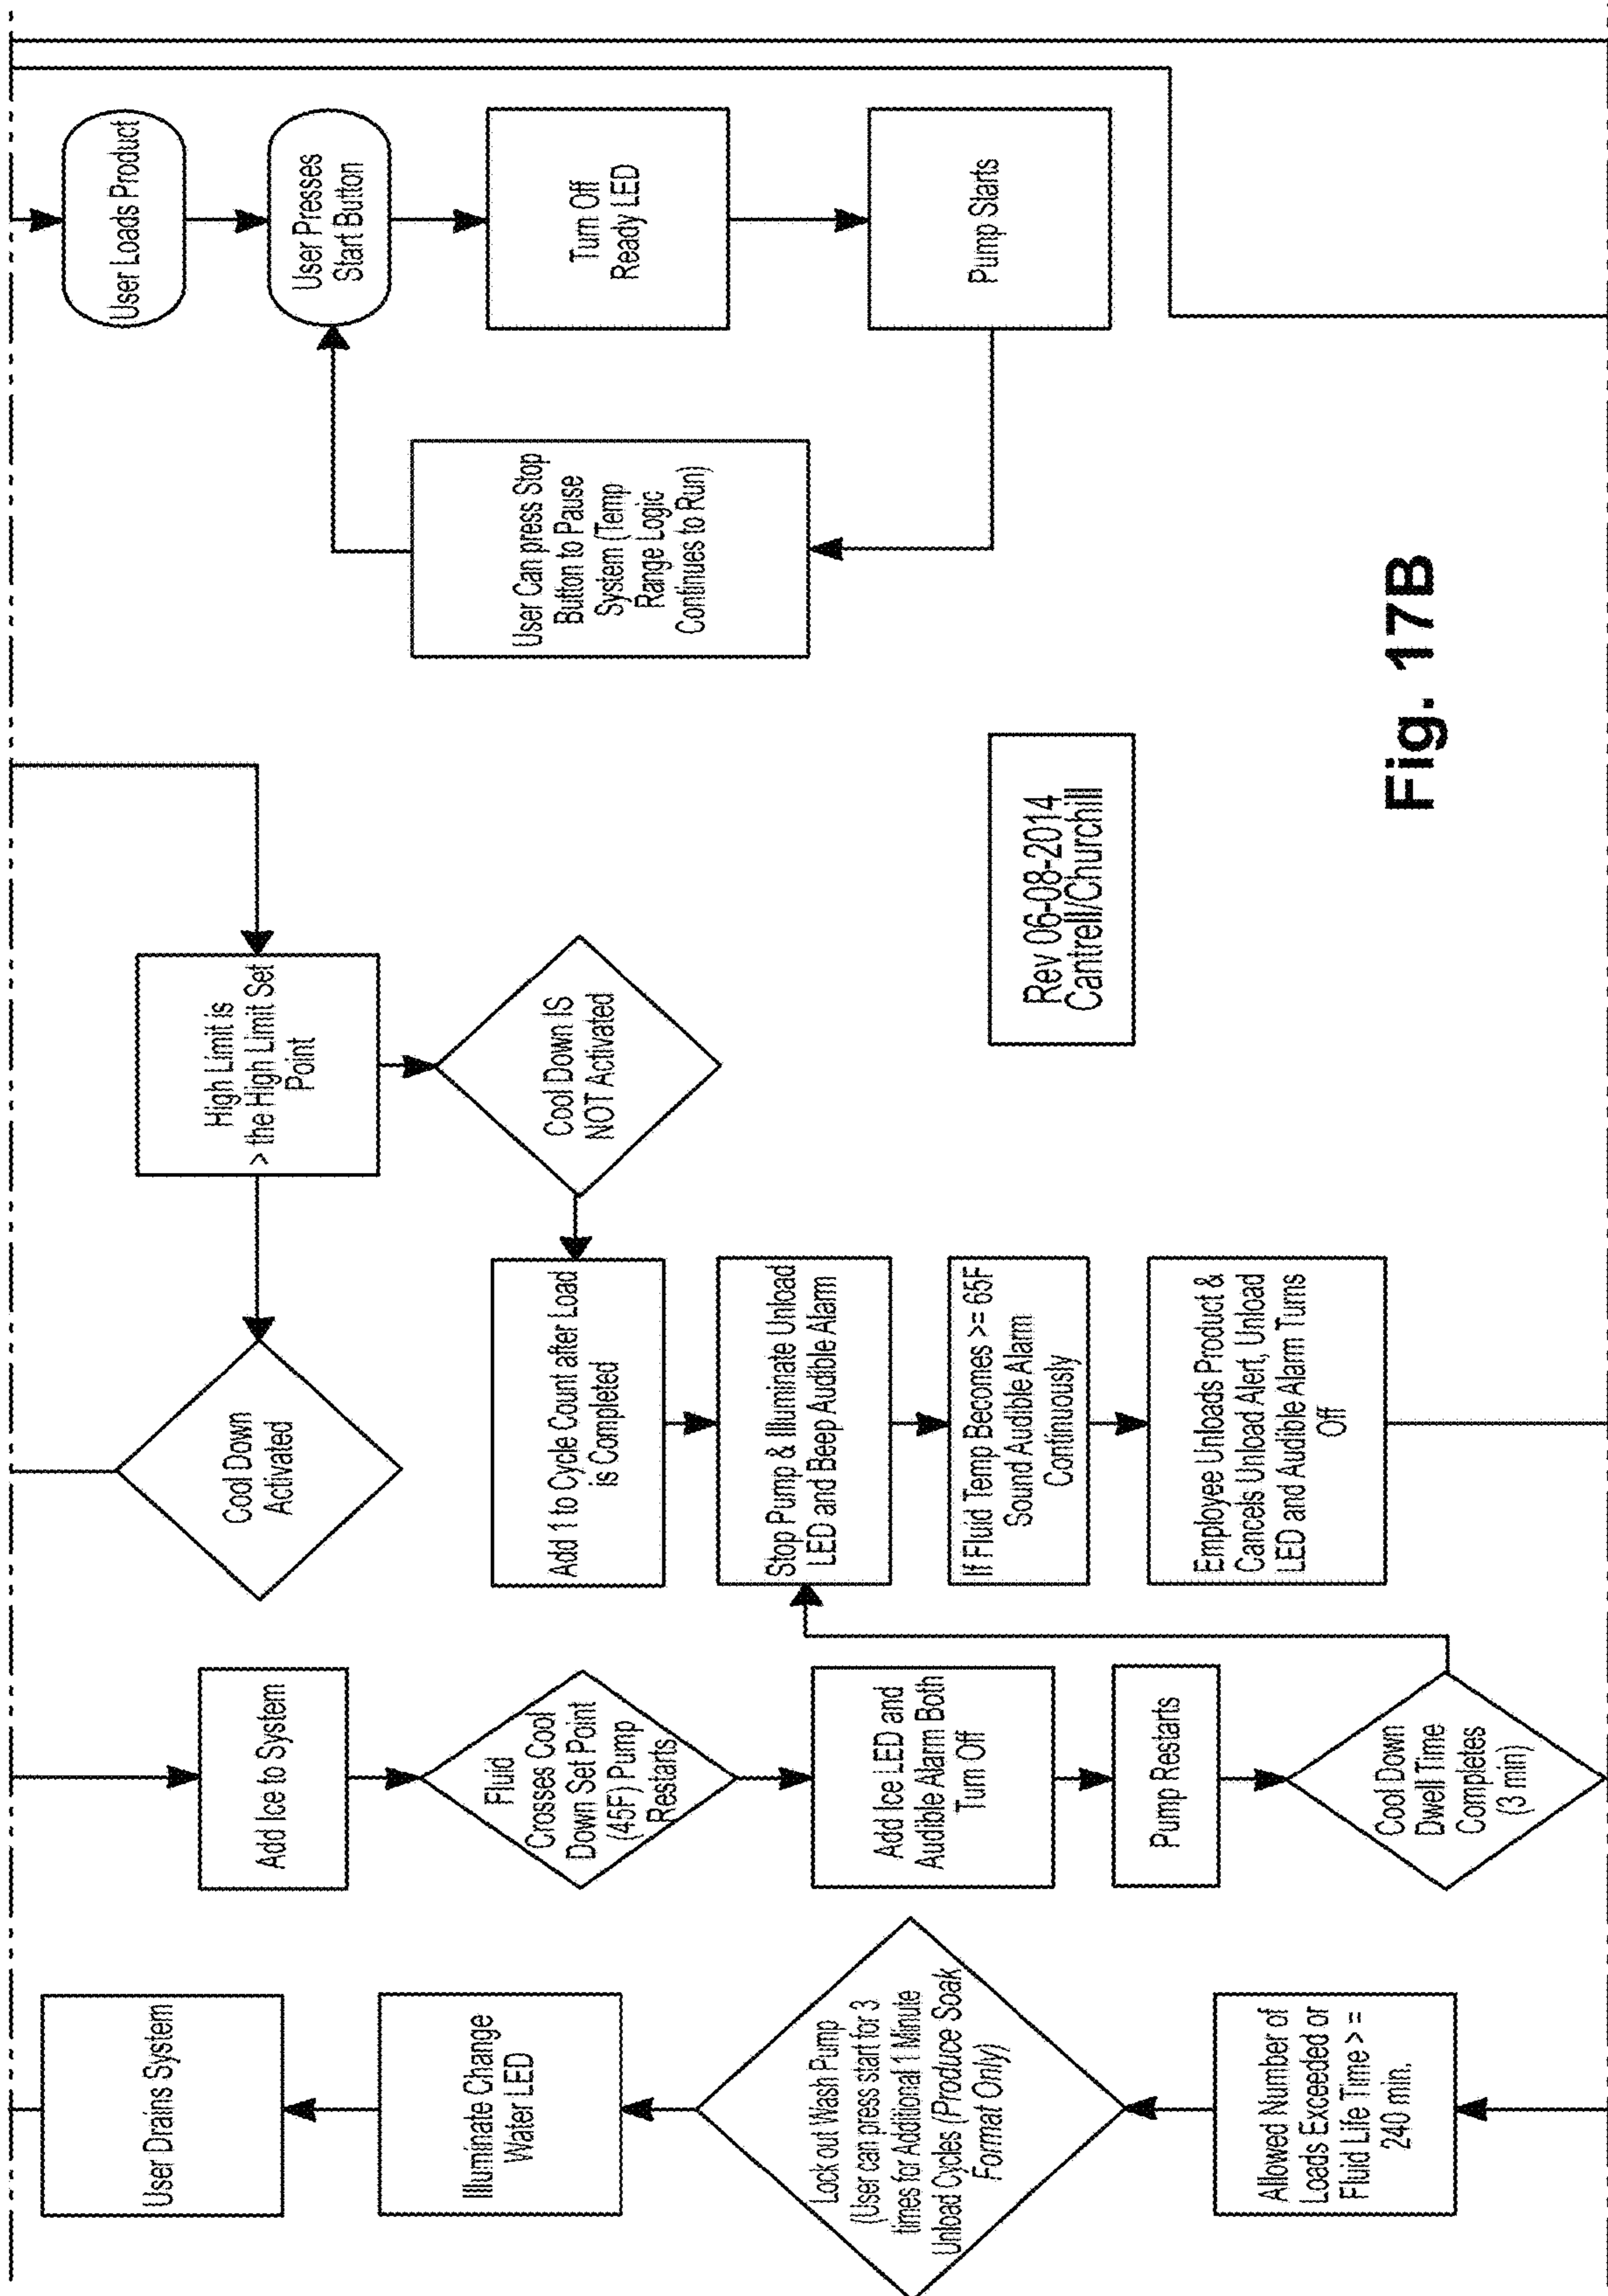 User Drains System
Illuminate Change
Water LED
Lock out Wash Pump
(User can press start for 3
times for Additional 1 Minute
Unload Cycles (Produce Soak
Format Only)
Allowed Number of
Loads Exceeded or
Fluid Life Time > =
240 min.
Add Ice to System
Fluid
Crosses Cool
Down Set Point
(45F) Pump
Restarts
Add Ice LED and
Audible Alarm Both
Turn Off
Pump Restarts
Cool Down
Dwell Time
Completes
(3 min)
Cool Down
Activated
Add 1 to Cycle Count after Load
is Completed
Stop Pump & Illuminate Unload
LED and Beep Audible Alarm
If Fluid Temp Becomes >= 65F
Sound Audible Alarm
Continuously
Employee Unloads Product &
Cancels Unload Alert, Unload
LED and Audible Alarm Turns
Off
High Limit is
> the High Limit Set
Point
Cool Down IS
NOT Activated
Rev 06-08-2014
Cantrell/Churchill
User Can press Stop
Button to Pause
System (Temp
Range Logic
Continues to Run)
User Loads Product
User Presses
Start Button
Turn Off
Ready LED
Pump Starts
Fig. 17B